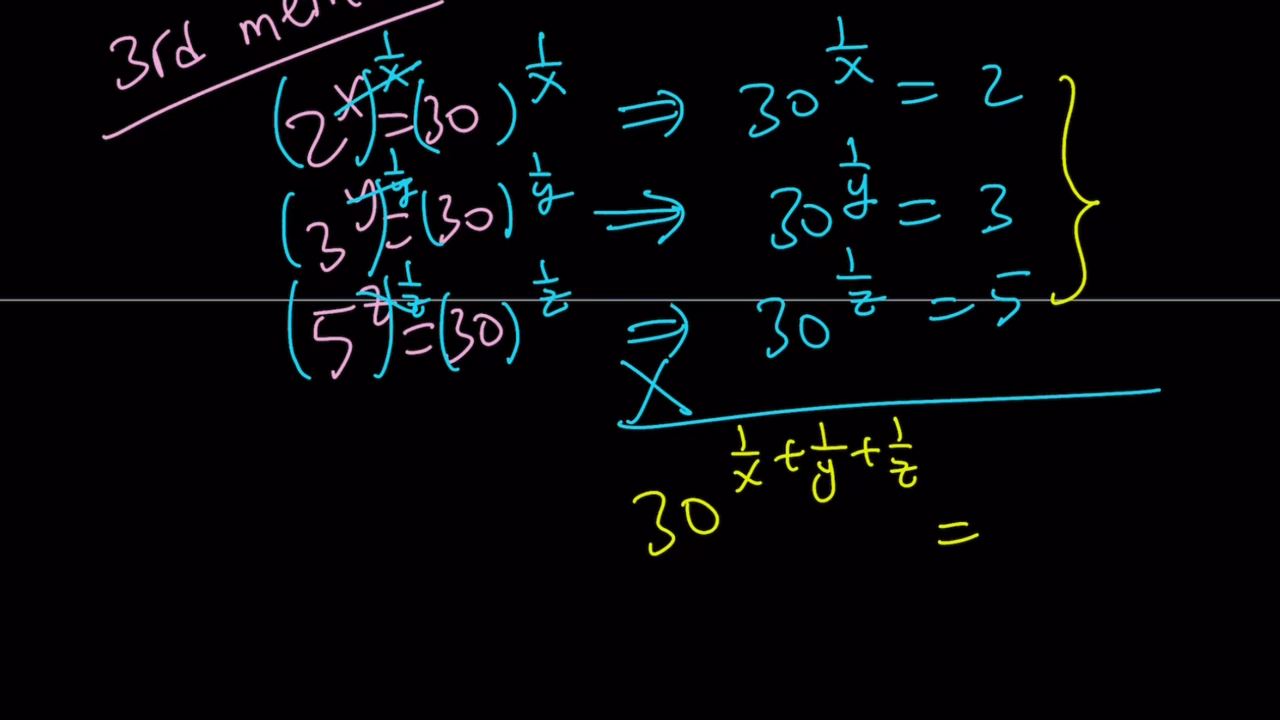 3rd
(2^x)^(1/x) = (30)^(1/x) ⇒ 30^(1/x) = 2
(3^y)^(1/y) = (30)^(1/y) ⇒ 30^(1/y) = 3
(5^z)^(1/z) = (30)^(1/z) ⇒ 30^(1/z) = 5
X
30^(1/x + 1/y + 1/z) =